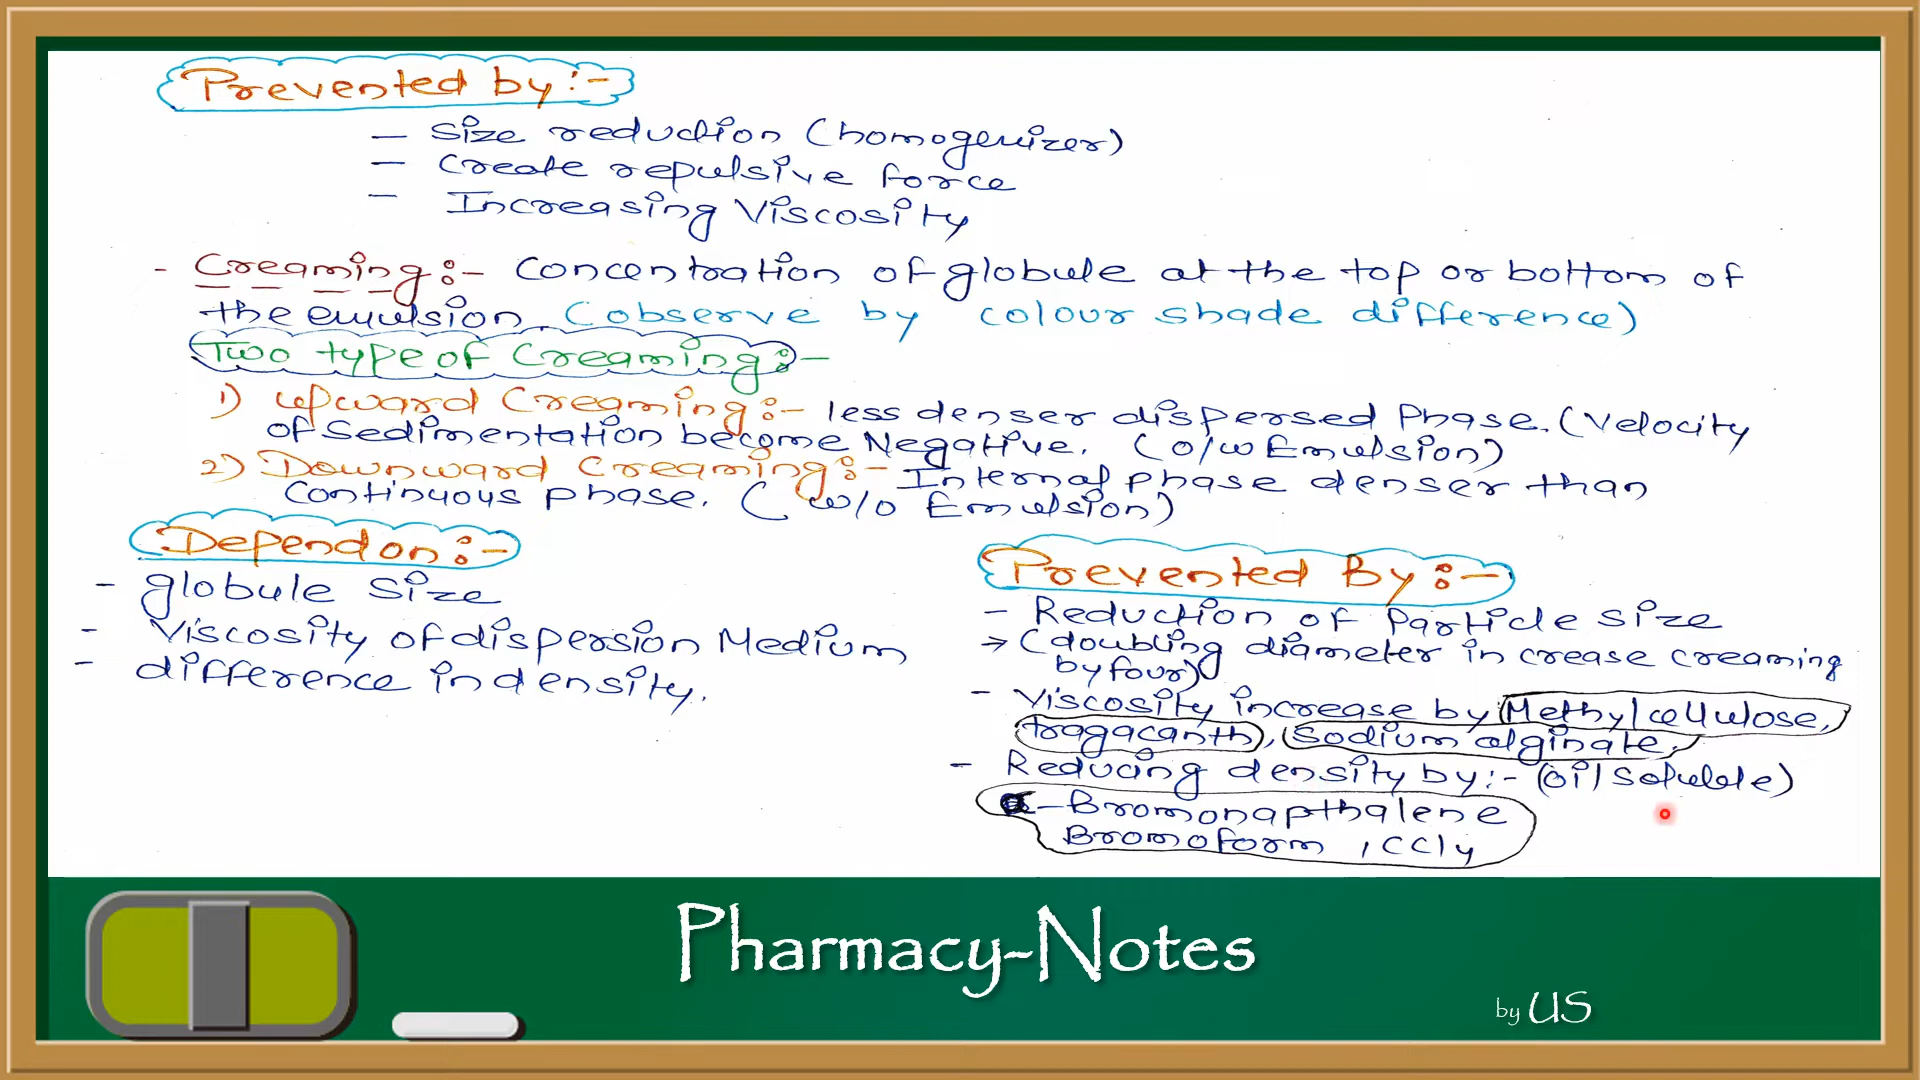 Prevented by :-
- Size reduction (homogenizer)
- Create repulsive force
- Increasing Viscosity
- Creaming :- Concentration of globule at the top or bottom of
the emulsion. (observe by colour shade difference)
Two type of Creaming :-
1) upward Creaming :- less denser dispersed Phase. (Velocity
of Sedimentation become Negative. (o/w Emulsion)
2) Downward Creaming :- Internal phase denser than
Continuous phase. ( w/o Emulsion)
Depend on :-
- globule Size
- Viscosity of dispersion Medium
- difference in density.
Prevented By :-
- Reduction of Particle size
→ (doubling diameter increase creaming
by four)
- Viscosity increase by Methylcellulose,
tragacanth, Sodium alginate.
- Reducing density by :- (oil soluble)
- Bromonapthalene
Bromoform , CCl4
Pharmacy-Notes
by US